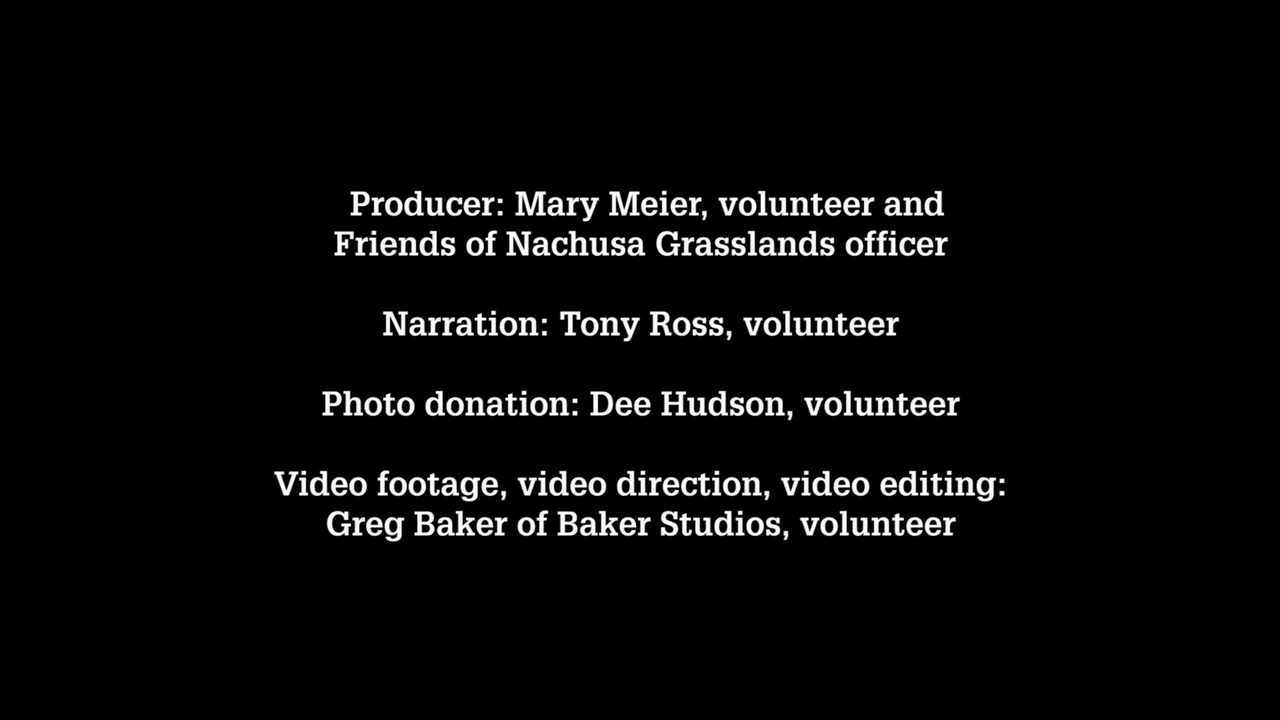 Producer: Mary Meier, volunteer and
Friends of Nachusa Grasslands officer
Narration: Tony Ross, volunteer
Photo donation: Dee Hudson, volunteer
Video footage, video direction, video editing:
Greg Baker of Baker Studios, volunteer